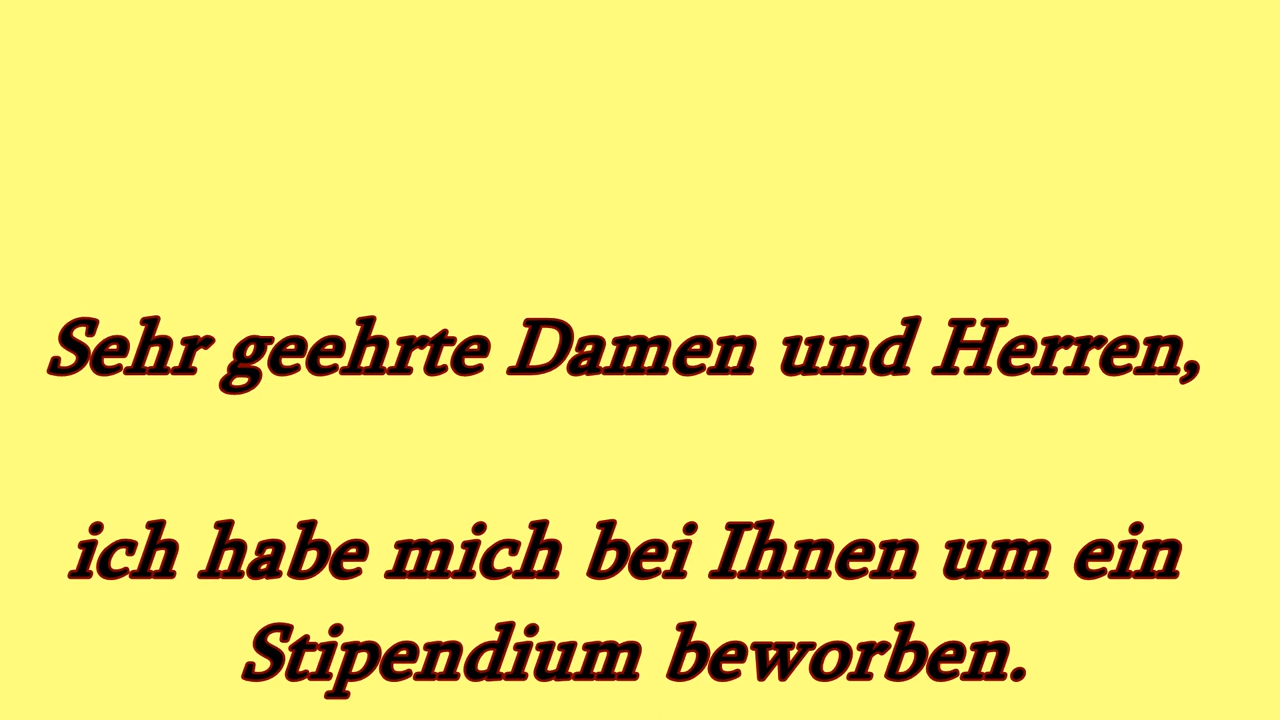 Sehr geehrte Damen und Herren,
ich habe mich bei Ihnen um ein
Stipendium beworben.